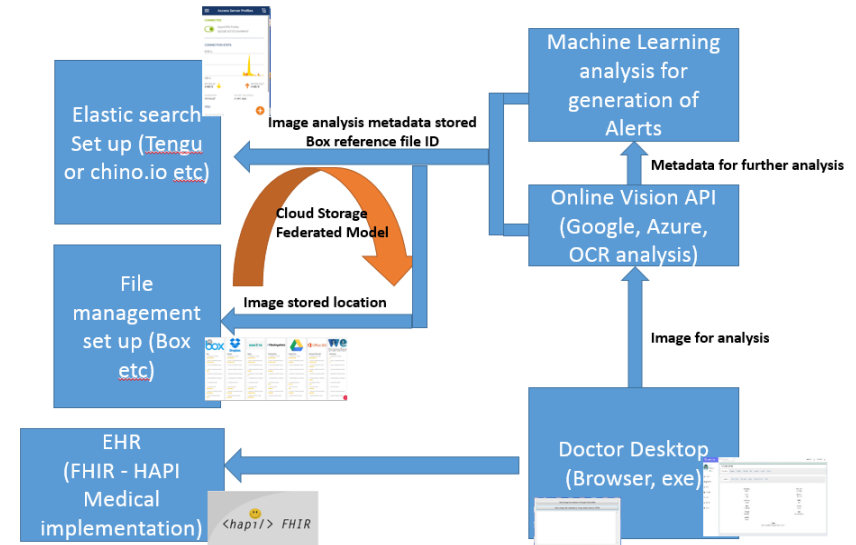 Access Server Profiles
Elastic search
Set up (Tengu
or chino.io etc)
Image analysis metadata stored
Box reference file ID
Machine Learning
analysis for
generation of
Alerts
Metadata for further analysis
Online Vision API
(Google, Azure,
OCR analysis)
Cloud Storage
Federated Model
File
management
set up (Box
etc)
Image stored location
box
Image for analysis
EHR
(FHIR - HAPI
Medical
implementation)
<hapi/> FHIR
Doctor Desktop
(Browser, exe)